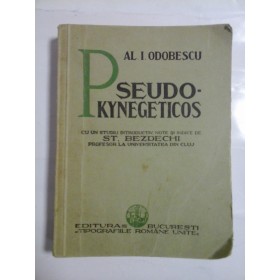 AL I ODOBESCU
PSEUDO-
KYNEGETICOS
CU UN STUDIU INTRODUCTIV NOTE ȘI INDICE DE
ST. BEZDECHI
PROFESOR LA UNIVERSITATEA DIN CLUJ
EDITURA BUCUREȘTI
„TIPOGRAFIILE ROMÂNE UNITE”